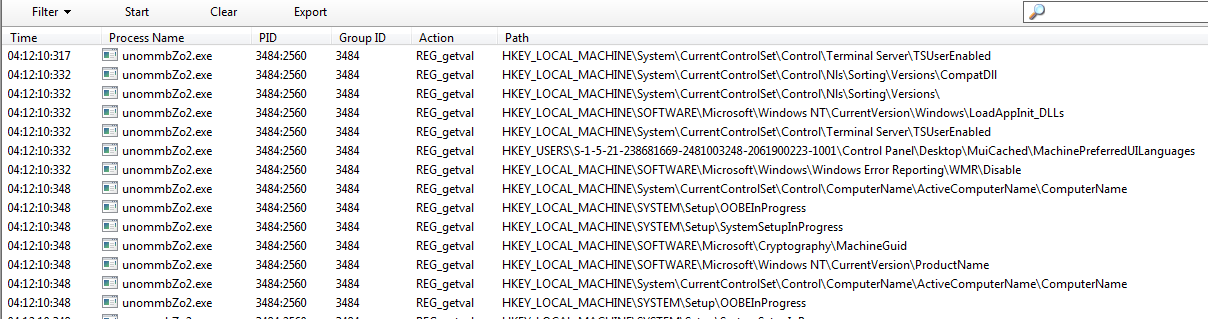 Filter Start Clear Export
Time Process Name PID Group ID Action Path
04:12:10:317 unommbZo2.exe 3484:2560 3484 REG_getval HKEY_LOCAL_MACHINE\System\CurrentControlSet\Control\Terminal Server\TSUserEnabled
04:12:10:332 unommbZo2.exe 3484:2560 3484 REG_getval HKEY_LOCAL_MACHINE\System\CurrentControlSet\Control\Nls\Sorting\Versions\CompatDll
04:12:10:332 unommbZo2.exe 3484:2560 3484 REG_getval HKEY_LOCAL_MACHINE\System\CurrentControlSet\Control\Nls\Sorting\Versions\
04:12:10:332 unommbZo2.exe 3484:2560 3484 REG_getval HKEY_LOCAL_MACHINE\SOFTWARE\Microsoft\Windows NT\CurrentVersion\Windows\LoadAppInit_DLLs
04:12:10:332 unommbZo2.exe 3484:2560 3484 REG_getval HKEY_LOCAL_MACHINE\System\CurrentControlSet\Control\Terminal Server\TSUserEnabled
04:12:10:332 unommbZo2.exe 3484:2560 3484 REG_getval HKEY_USERS\S-1-5-21-238681669-2481003248-2061900223-1001\Control Panel\Desktop\MuiCached\MachinePreferredUILanguages
04:12:10:332 unommbZo2.exe 3484:2560 3484 REG_getval HKEY_LOCAL_MACHINE\SOFTWARE\Microsoft\Windows\Windows Error Reporting\WMR\Disable
04:12:10:348 unommbZo2.exe 3484:2560 3484 REG_getval HKEY_LOCAL_MACHINE\System\CurrentControlSet\Control\ComputerName\ActiveComputerName\ComputerName
04:12:10:348 unommbZo2.exe 3484:2560 3484 REG_getval HKEY_LOCAL_MACHINE\SYSTEM\Setup\OOBEInProgress
04:12:10:348 unommbZo2.exe 3484:2560 3484 REG_getval HKEY_LOCAL_MACHINE\SYSTEM\Setup\SystemSetupInProgress
04:12:10:348 unommbZo2.exe 3484:2560 3484 REG_getval HKEY_LOCAL_MACHINE\SOFTWARE\Microsoft\Cryptography\MachineGuid
04:12:10:348 unommbZo2.exe 3484:2560 3484 REG_getval HKEY_LOCAL_MACHINE\SOFTWARE\Microsoft\Windows NT\CurrentVersion\ProductName
04:12:10:348 unommbZo2.exe 3484:2560 3484 REG_getval HKEY_LOCAL_MACHINE\System\CurrentControlSet\Control\ComputerName\ActiveComputerName\ComputerName
04:12:10:348 unommbZo2.exe 3484:2560 3484 REG_getval HKEY_LOCAL_MACHINE\SYSTEM\Setup\OOBEInProgress